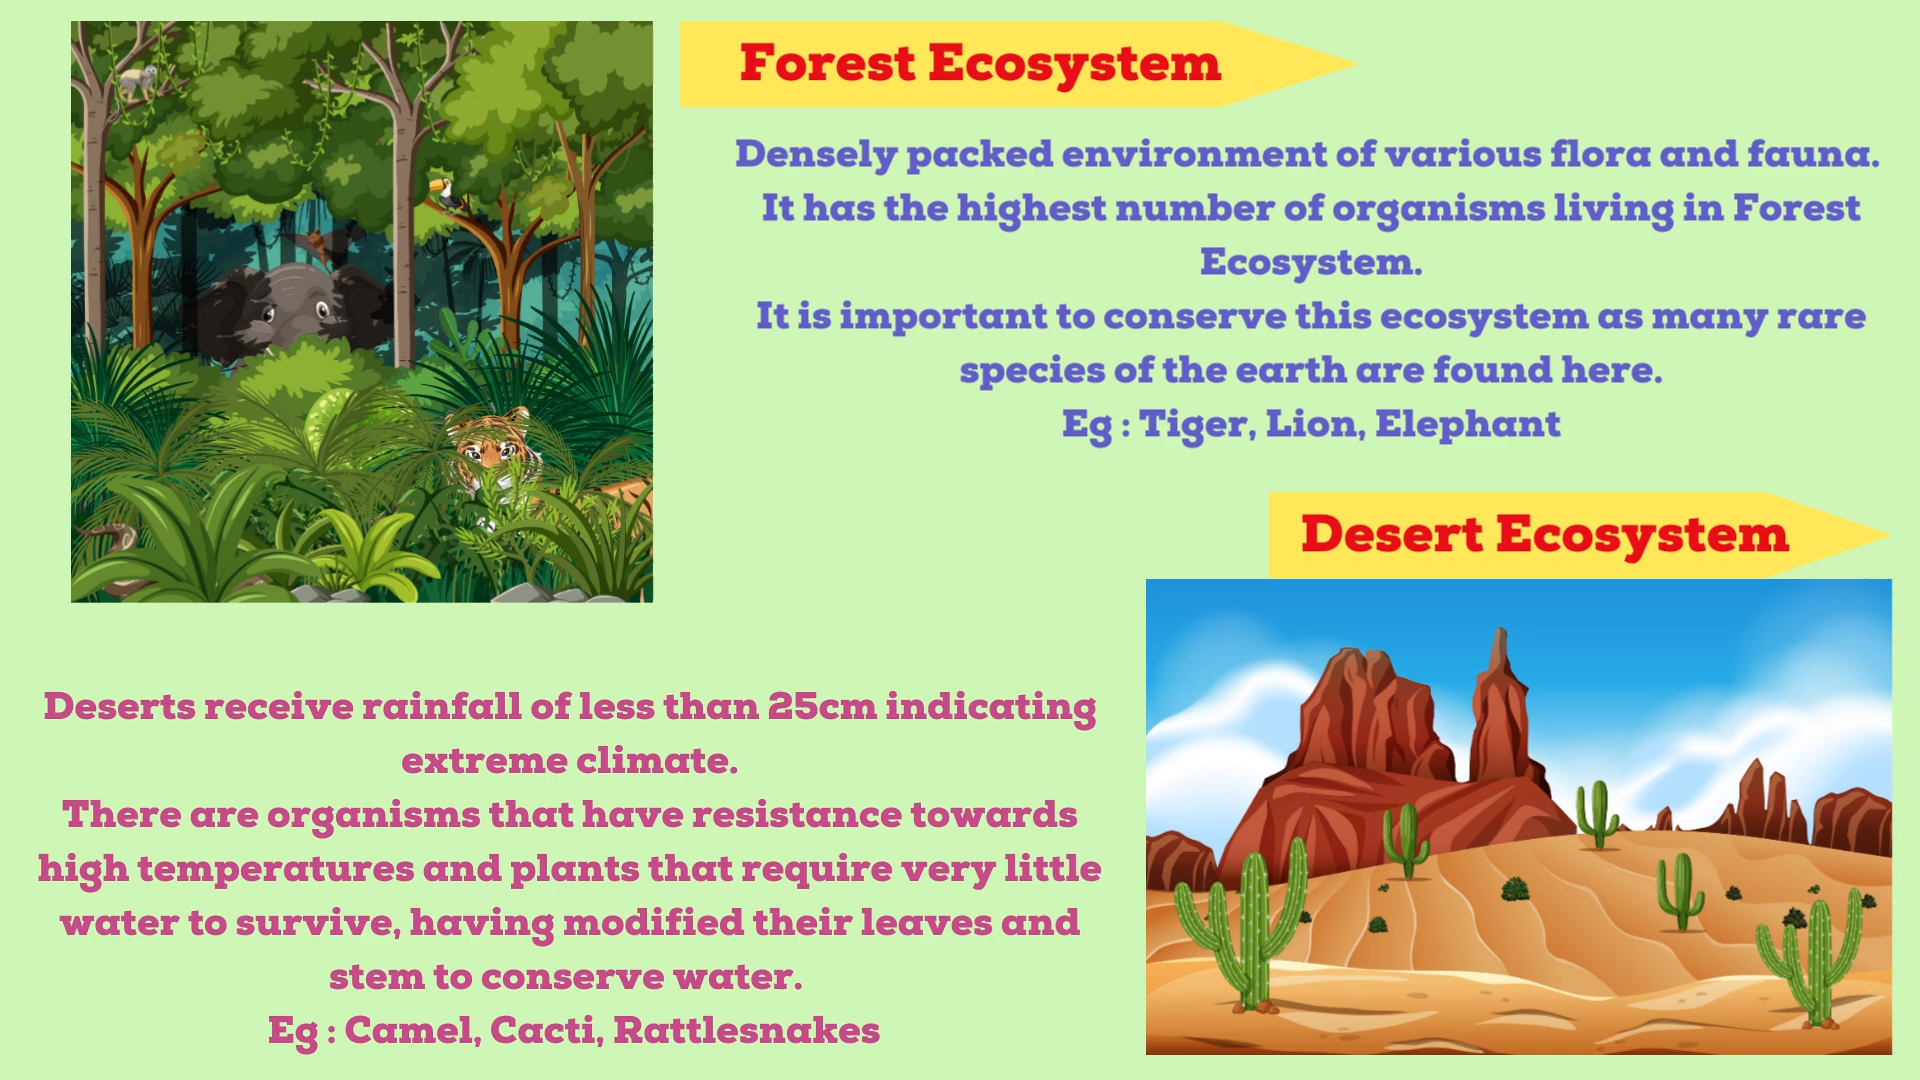 Forest Ecosystem
Densely packed environment of various flora and fauna.
It has the highest number of organisms living in Forest
Ecosystem.
It is important to conserve this ecosystem as many rare
species of the earth are found here.
Eg : Tiger, Lion, Elephant
Desert Ecosystem
Deserts receive rainfall of less than 25cm indicating
extreme climate.
There are organisms that have resistance towards
high temperatures and plants that require very little
water to survive, having modified their leaves and
stem to conserve water.
Eg : Camel, Cacti, Rattlesnakes